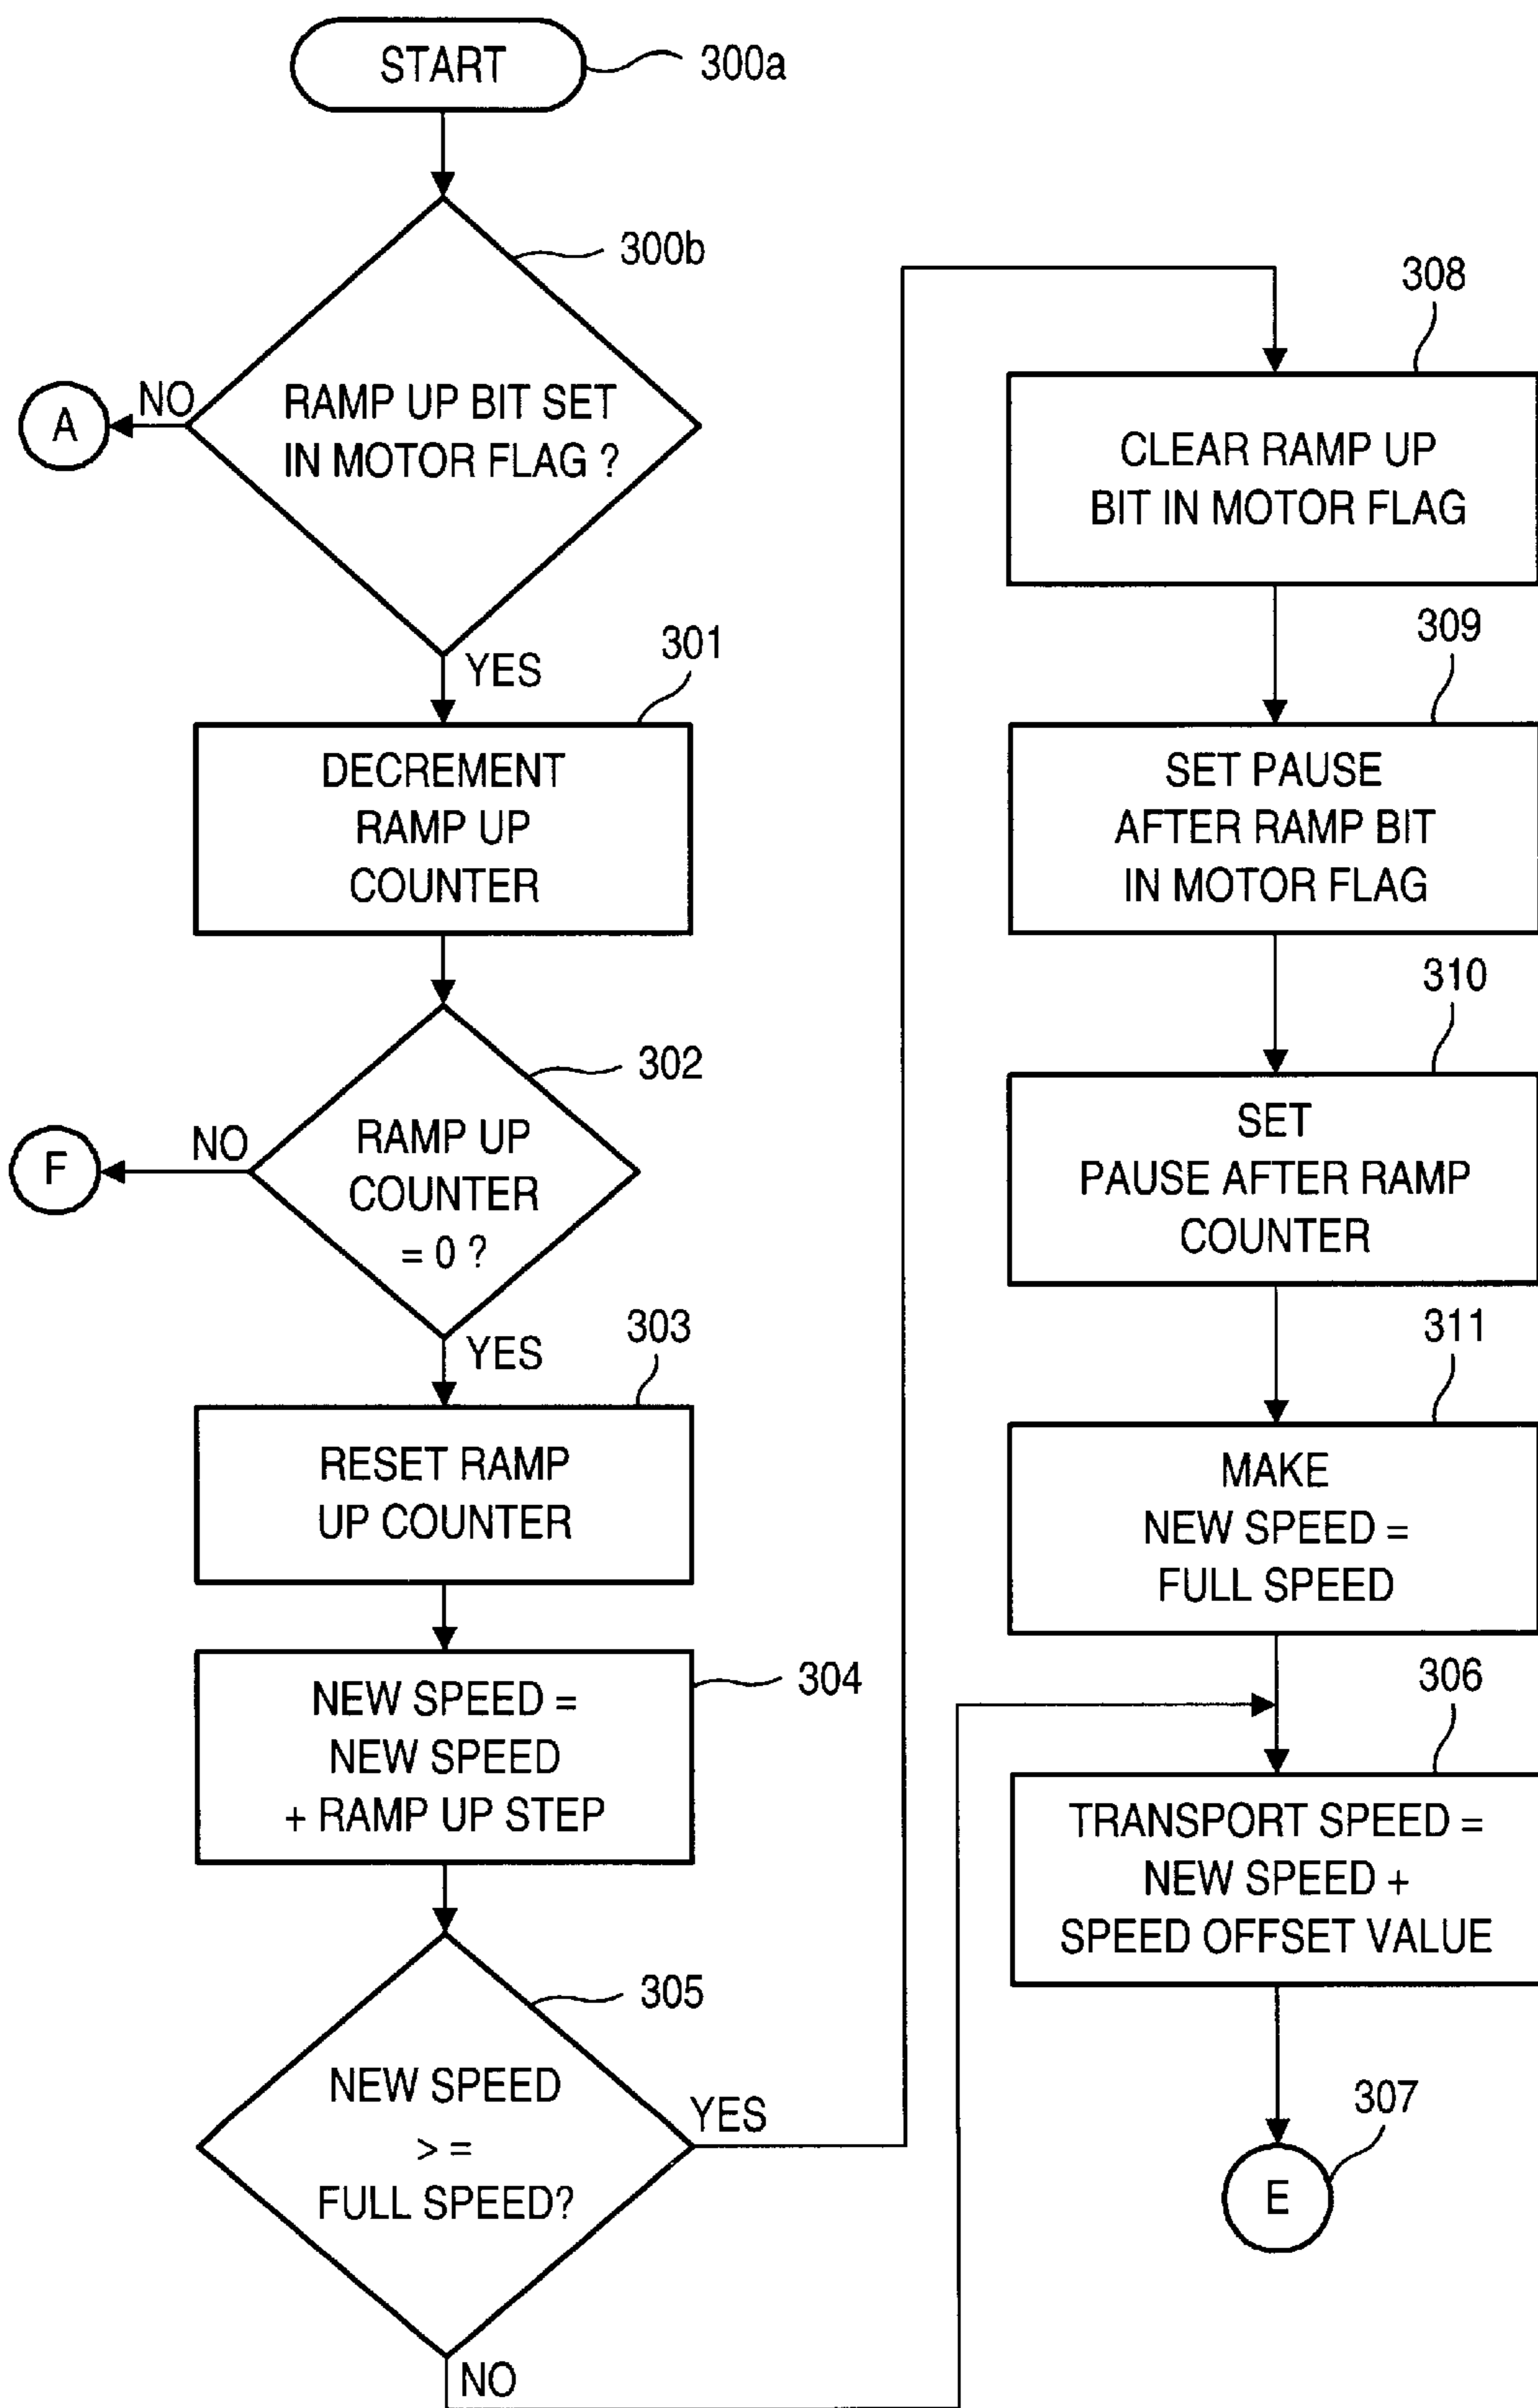 START
300a
300b
RAMP UP BIT SET
IN MOTOR FLAG ?
NO
A
YES
301
DECREMENT
RAMP UP
COUNTER
302
RAMP UP
COUNTER
= 0 ?
NO
F
YES
303
RESET RAMP
UP COUNTER
304
NEW SPEED =
NEW SPEED
+ RAMP UP STEP
305
NEW SPEED
> =
FULL SPEED?
YES
NO
308
CLEAR RAMP UP
BIT IN MOTOR FLAG
309
SET PAUSE
AFTER RAMP BIT
IN MOTOR FLAG
310
SET
PAUSE AFTER RAMP
COUNTER
311
MAKE
NEW SPEED =
FULL SPEED
306
TRANSPORT SPEED =
NEW SPEED +
SPEED OFFSET VALUE
307
E